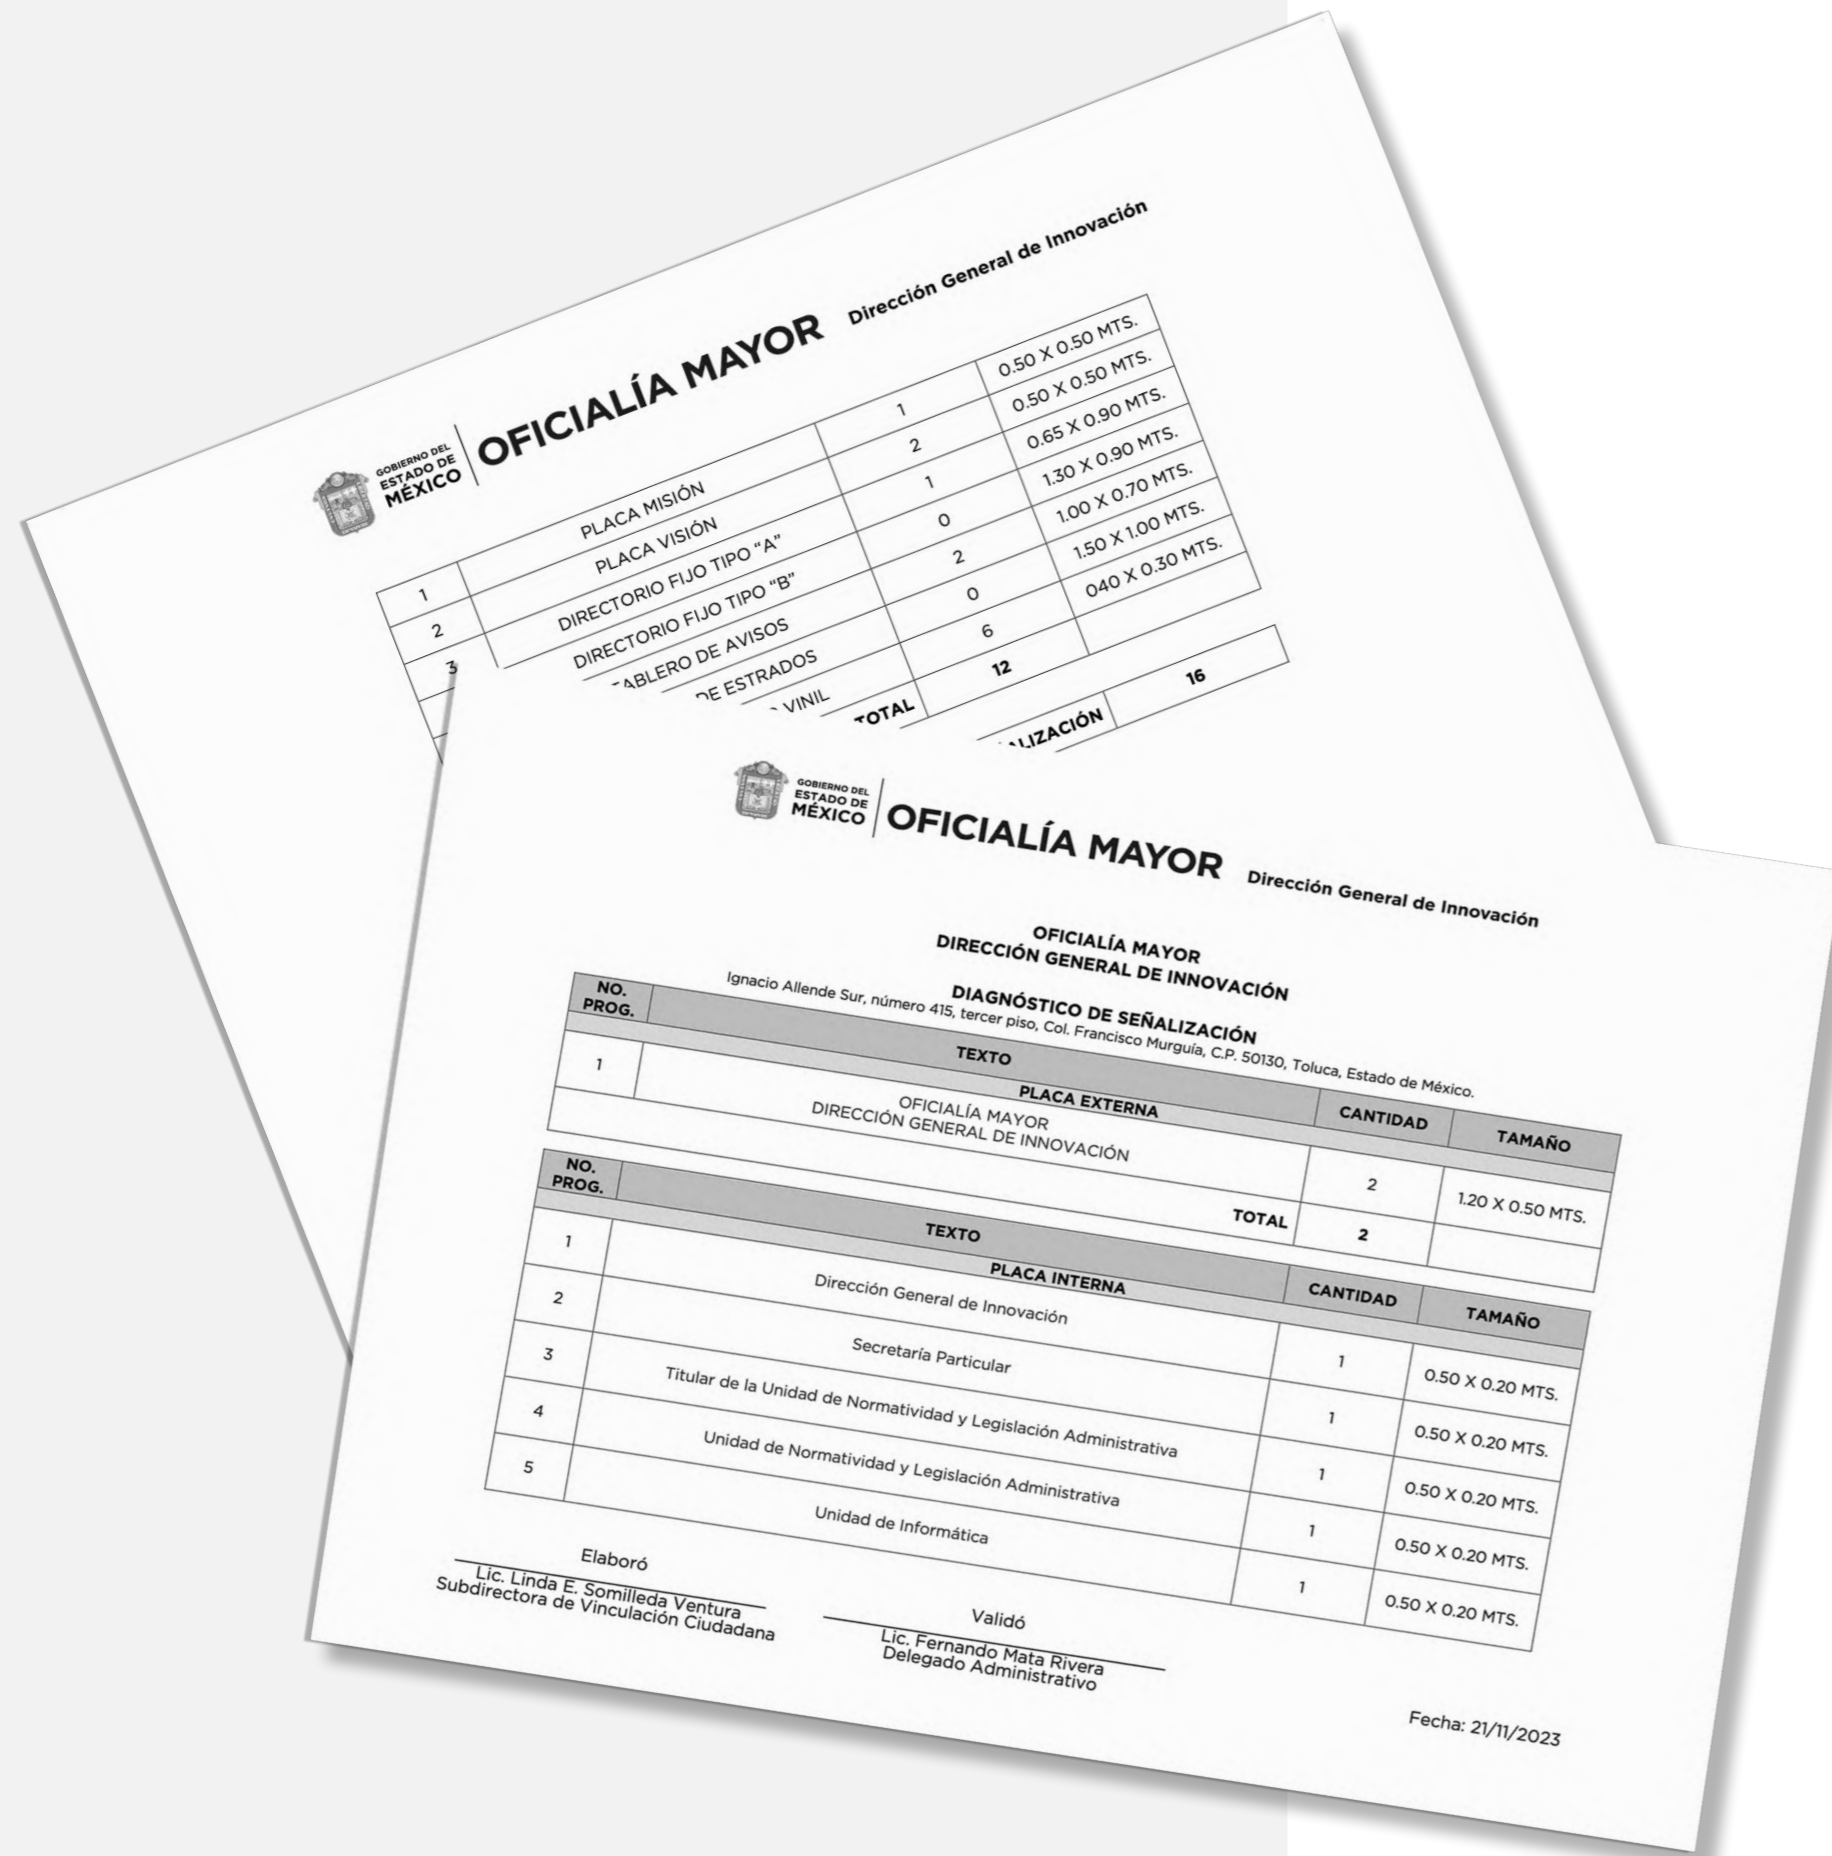 GOBIERNO DEL
ESTADO DE
MÉXICO
OFICIALÍA MAYOR
Dirección General de Innovación
1 PLACA MISIÓN 1 0.50 X 0.50 MTS.
2 PLACA VISIÓN 2 0.50 X 0.50 MTS.
3 DIRECTORIO FIJO TIPO “A” 1 0.65 X 0.90 MTS.
DIRECTORIO FIJO TIPO “B” 0 1.30 X 0.90 MTS.
ABLERO DE AVISOS 2 1.00 X 0.70 MTS.
DE ESTRADOS 0 1.50 X 1.00 MTS.
VINIL 6 040 X 0.30 MTS.
TOTAL 12
ALIZACIÓN 16
GOBIERNO DEL
ESTADO DE
MÉXICO
OFICIALÍA MAYOR
Dirección General de Innovación
OFICIALÍA MAYOR
DIRECCIÓN GENERAL DE INNOVACIÓN
DIAGNÓSTICO DE SEÑALIZACIÓN
Ignacio Allende Sur, número 415, tercer piso, Col. Francisco Murguía, C.P. 50130, Toluca, Estado de México.
NO. PROG. TEXTO CANTIDAD TAMAÑO
PLACA EXTERNA
1 OFICIALÍA MAYOR
DIRECCIÓN GENERAL DE INNOVACIÓN 2 1.20 X 0.50 MTS.
TOTAL 2
NO. PROG. TEXTO CANTIDAD TAMAÑO
PLACA INTERNA
1 Dirección General de Innovación 1 0.50 X 0.20 MTS.
2 Secretaría Particular 1 0.50 X 0.20 MTS.
3 Titular de la Unidad de Normatividad y Legislación Administrativa 1 0.50 X 0.20 MTS.
4 Unidad de Normatividad y Legislación Administrativa 1 0.50 X 0.20 MTS.
5 Unidad de Informática 1 0.50 X 0.20 MTS.
Elaboró
Lic. Linda E. Somilleda Ventura
Subdirectora de Vinculación Ciudadana
Validó
Lic. Fernando Mata Rivera
Delegado Administrativo
Fecha: 21/11/2023